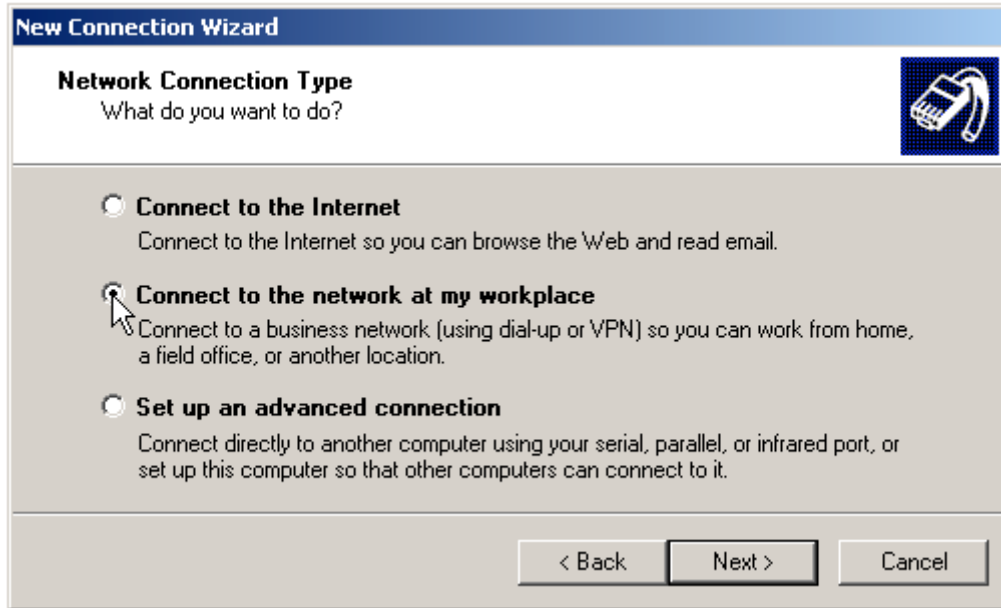 New Connection Wizard
Network Connection Type
What do you want to do?
Connect to the Internet
Connect to the Internet so you can browse the Web and read email.
Connect to the network at my workplace
Connect to a business network (using dial-up or VPN) so you can work from home,
a field office, or another location.
Set up an advanced connection
Connect directly to another computer using your serial, parallel, or infrared port, or
set up this computer so that other computers can connect to it.
< Back Next > Cancel